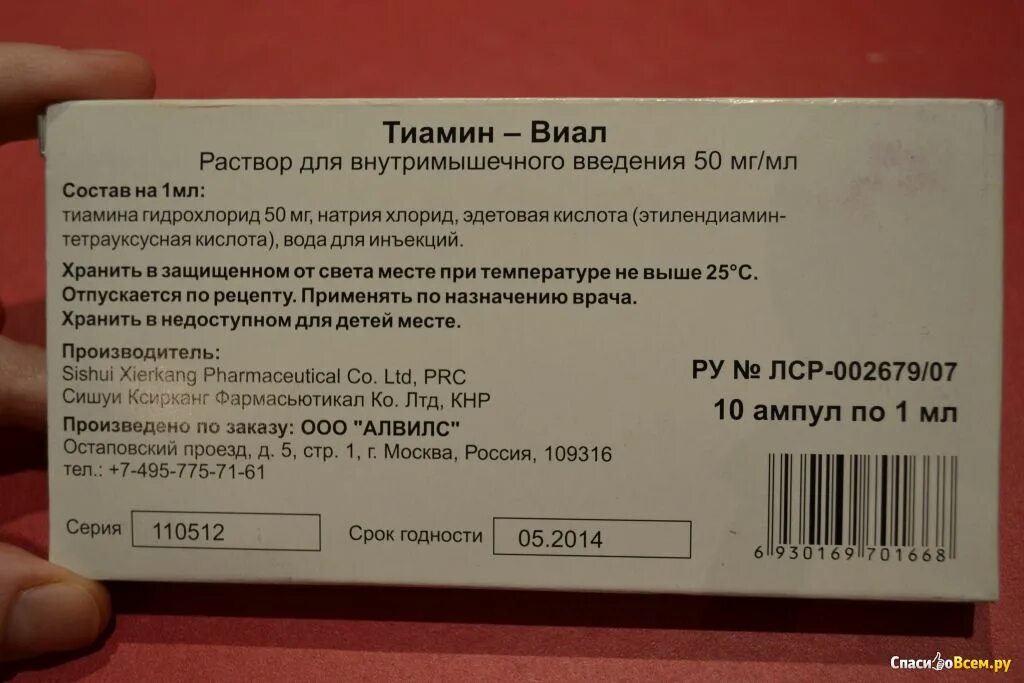 Тиамин – Виал
Раствор для внутримышечного введения 50 мг/мл
Состав на 1мл:
тиамина гидрохлорид 50 мг, натрия хлорид, эдетовая кислота (этилендиамин-
тетрауксусная кислота), вода для инъекций.
Хранить в защищенном от света месте при температуре не выше 25°С.
Отпускается по рецепту. Применять по назначению врача.
Хранить в недоступном для детей месте.
Производитель:
Sishui Xierkang Pharmaceutical Co. Ltd, PRC
Сишуи Ксирканг Фармасьютикал Ко. Лтд, КНР
Произведено по заказу: ООО "АЛВИЛС"
Остаповский проезд, д. 5, стр. 1, г. Москва, Россия, 109316
тел.: +7-495-775-71-61
РУ № ЛСР-002679/07
10 ампул по 1 мл
Серия 110512 Срок годности 05.2014
6 930169 701668
СпасибоВсем.ру